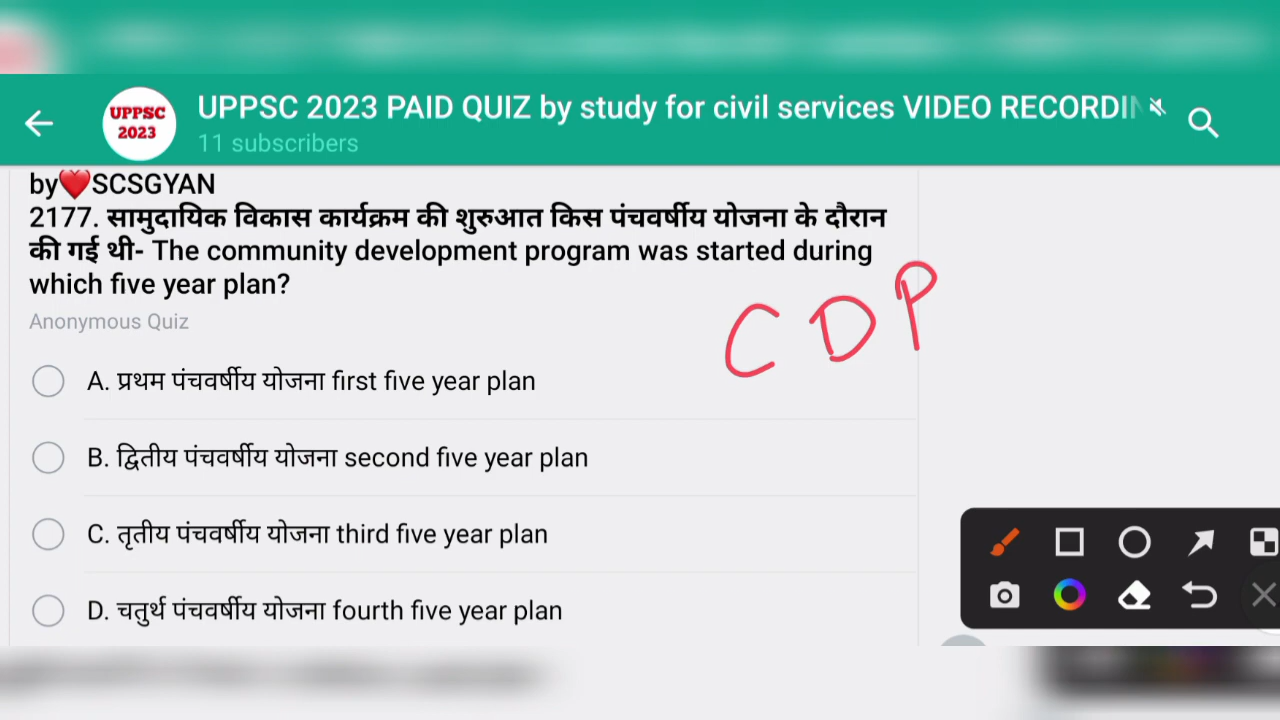 UPPSC
2023
UPPSC 2023 PAID QUIZ by study for civil services VIDEO RECORDIN
11 subscribers
by❤️SCSGYAN
2177. सामुदायिक विकास कार्यक्रम की शुरुआत किस पंचवर्षीय योजना के दौरान
की गई थी- The community development program was started during
which five year plan?
CDP
Anonymous Quiz
A. प्रथम पंचवर्षीय योजना first five year plan
B. द्वितीय पंचवर्षीय योजना second five year plan
C. तृतीय पंचवर्षीय योजना third five year plan
D. चतुर्थ पंचवर्षीय योजना fourth five year plan